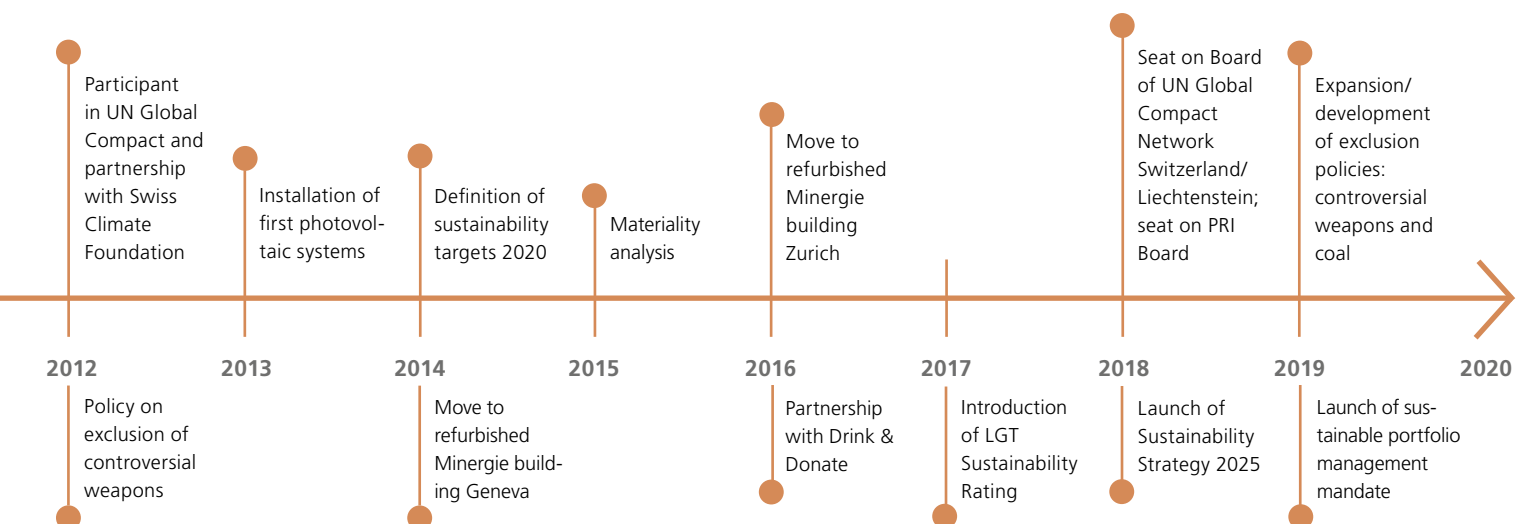 Participant
in UN Global
Compact and
partnership
with Swiss
Climate
Foundation
Installation of
first photovol-
taic systems
Definition of
sustainability
targets 2020
Materiality
analysis
Move to
refurbished
Minergie
building
Zurich
Seat on Board
of UN Global
Compact
Network
Switzerland/
Liechtenstein;
seat on PRI
Board
Expansion/
development
of exclusion
policies:
controversial
weapons and
coal
2012
2013
2014
2015
2016
2017
2018
2019
2020
Policy on
exclusion of
controversial
weapons
Move to
refurbished
Minergie build-
ing Geneva
Partnership
with Drink &
Donate
Introduction
of LGT
Sustainability
Rating
Launch of
Sustainability
Strategy 2025
Launch of sus-
tainable portfolio
management
mandate